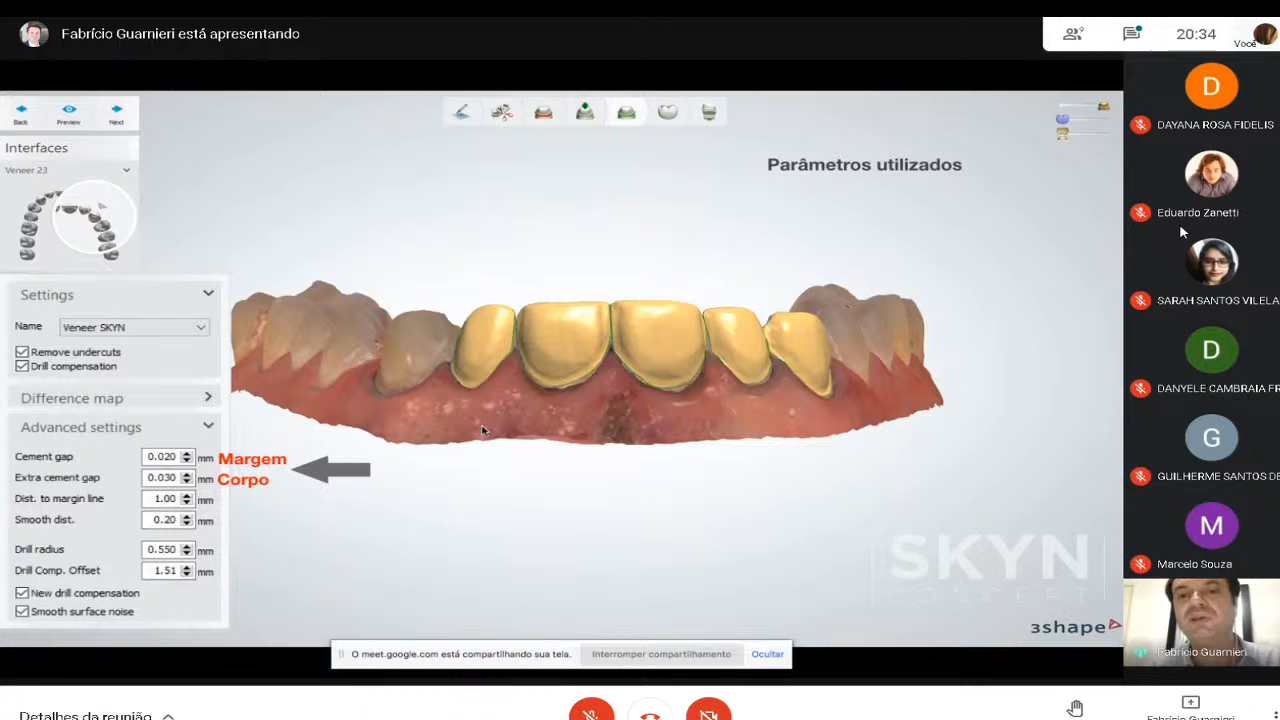 Fabrício Guarnieri está apresentando
20:34
Você
Back
Preview
Next
Interfaces
Veneer 23
Parâmetros utilizados
Settings
Name
Veneer SKYN
Remove undercuts
Drill compensation
Difference map
Advanced settings
Cement gap 0.020 mm Margem
Extra cement gap 0.030 mm Corpo
Dist. to margin line 1.00 mm
Smooth dist. 0.20 mm
Drill radius 0.550 mm
Drill Comp. Offset 1.51 mm
New drill compensation
Smooth surface noise
SKYN
CONCEPT
3shape
O meet.google.com está compartilhando sua tela.
Interromper compartilhamento
Ocultar
D
DAYANA ROSA FIDELIS
Eduardo Zanetti
SARAH SANTOS VILELA
D
DANYELE CAMBRAIA FR
G
GUILHERME SANTOS DE
M
Marcelo Souza
Fabrício Guarnieri
Detalhes da reunião
Fabrício Guarnieri